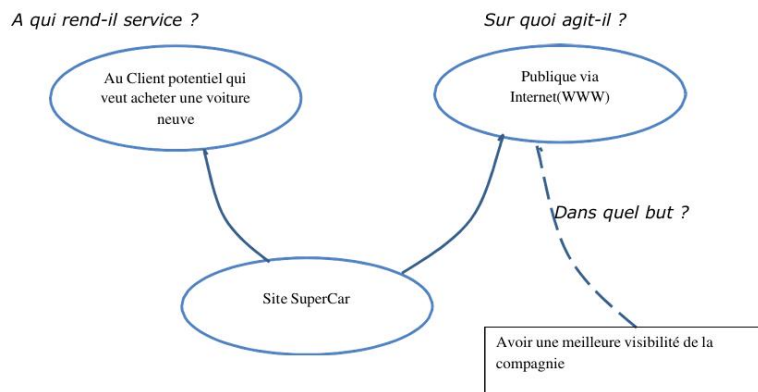 A qui rend-il service ?
Sur quoi agit-il ?
Au Client potentiel qui
veut acheter une voiture
neuve
Publique via
Internet(WWW)
Dans quel but ?
Site SuperCar
Avoir une meilleure visibilité de la
compagnie